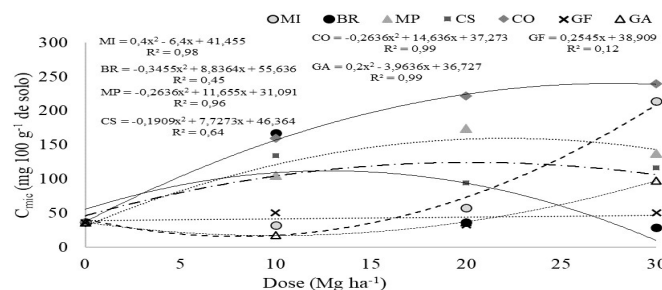 MI BR MP CS CO GF GA
MI = 0,4x² - 6,4x + 41,455
R² = 0,98
BR=-0,3455x² + 8,8364x + 55,636
R² = 0,45
MP=-0,2636x² + 11,655x + 31,091
R² = 0,96
CS=-0,1909x² + 7,7273x + 46,364
R² = 0,64
CO = -0,2636x² + 14,636x + 37,273
R² = 0,99
GA= 0,2x² - 3,9636x + 36,727
R² = 0,99
GF= 0,2545x + 38,909
R² = 0,12
Cmic (mg 100 g⁻¹ de solo)
300
250
200
150
100
50
0
0 5 10 15 20 25 30
Dose (Mg ha⁻¹)